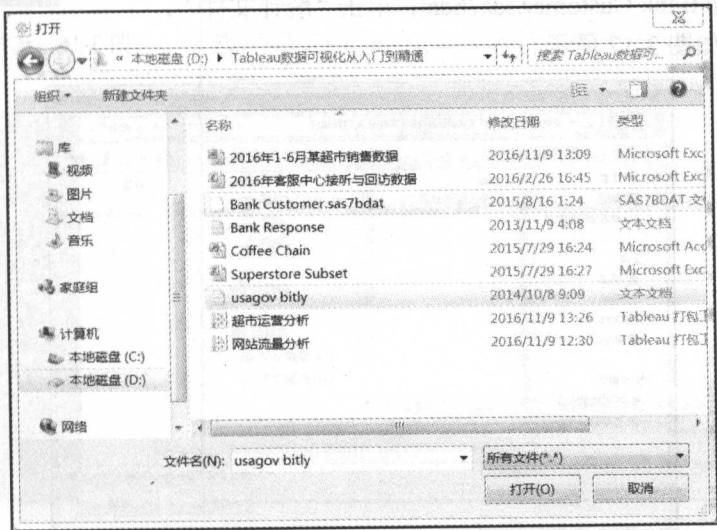 打开
« 本地磁盘 (D:) ▸ Tableau数据可视化从入门到精通
搜索 Tableau数据可...
组织 新建文件夹
名称 修改日期 类型
库
视频
图片
文档
音乐
家庭组
计算机
本地磁盘 (C:)
本地磁盘 (D:)
网络
2016年1-6月某超市销售数据 2016/11/9 13:09 Microsoft Exc
2016年客服中心接听与回访数据 2016/2/26 16:45 Microsoft Exc
Bank Customer.sas7bdat 2015/8/16 1:24 SAS7BDAT 文
Bank Response 2013/11/9 4:08 文本文档
Coffee Chain 2015/7/29 16:24 Microsoft Acc
Superstore Subset 2015/7/29 16:27 Microsoft Exc
usagov bitly 2014/10/8 9:09 文本文档
超市运营分析 2016/11/9 13:26 Tableau 打包工
网站流量分析 2016/11/9 12:30 Tableau 打包工
文件名(N): usagov bitly 所有文件(*.*)
打开(O) 取消